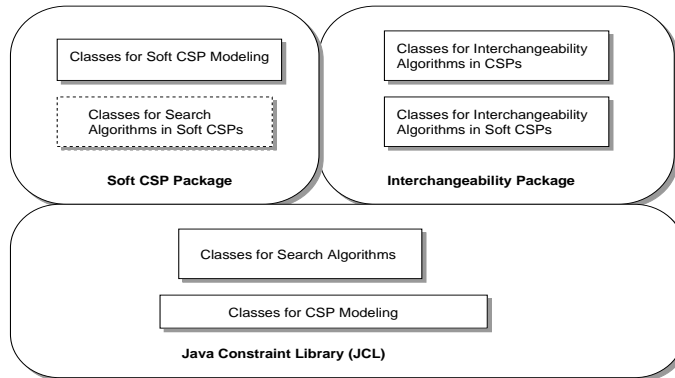 Classes for Soft CSP Modeling
Classes for Search
Algorithms in Soft CSPs
Soft CSP Package
Classes for Interchangeability
Algorithms in CSPs
Classes for Interchangeability
Algorithms in Soft CSPs
Interchangeability Package
Classes for Search Algorithms
Classes for CSP Modeling
Java Constraint Library (JCL)